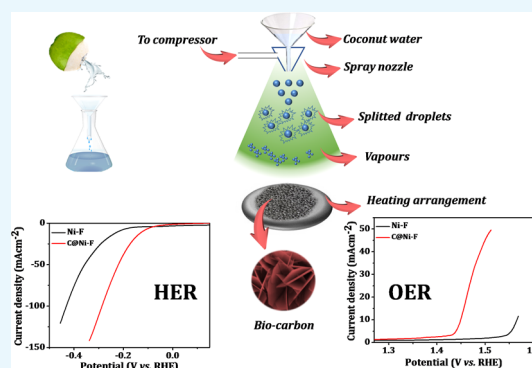 To compressor
Coconut water
Spray nozzle
Splitted droplets
Vapours
Heating arrangement
Bio-carbon
Current density (mAcm-2)
0
-50
-100
-150
Ni-F
C@Ni-F
HER
-0.4
-0.2
0.0
Potential (V vs. RHE)
Current density (mAcm-2)
50
40
30
20
10
0
Ni-F
C@Ni-F
OER
1.3
1.4
1.5
Potential (V vs. RHE)